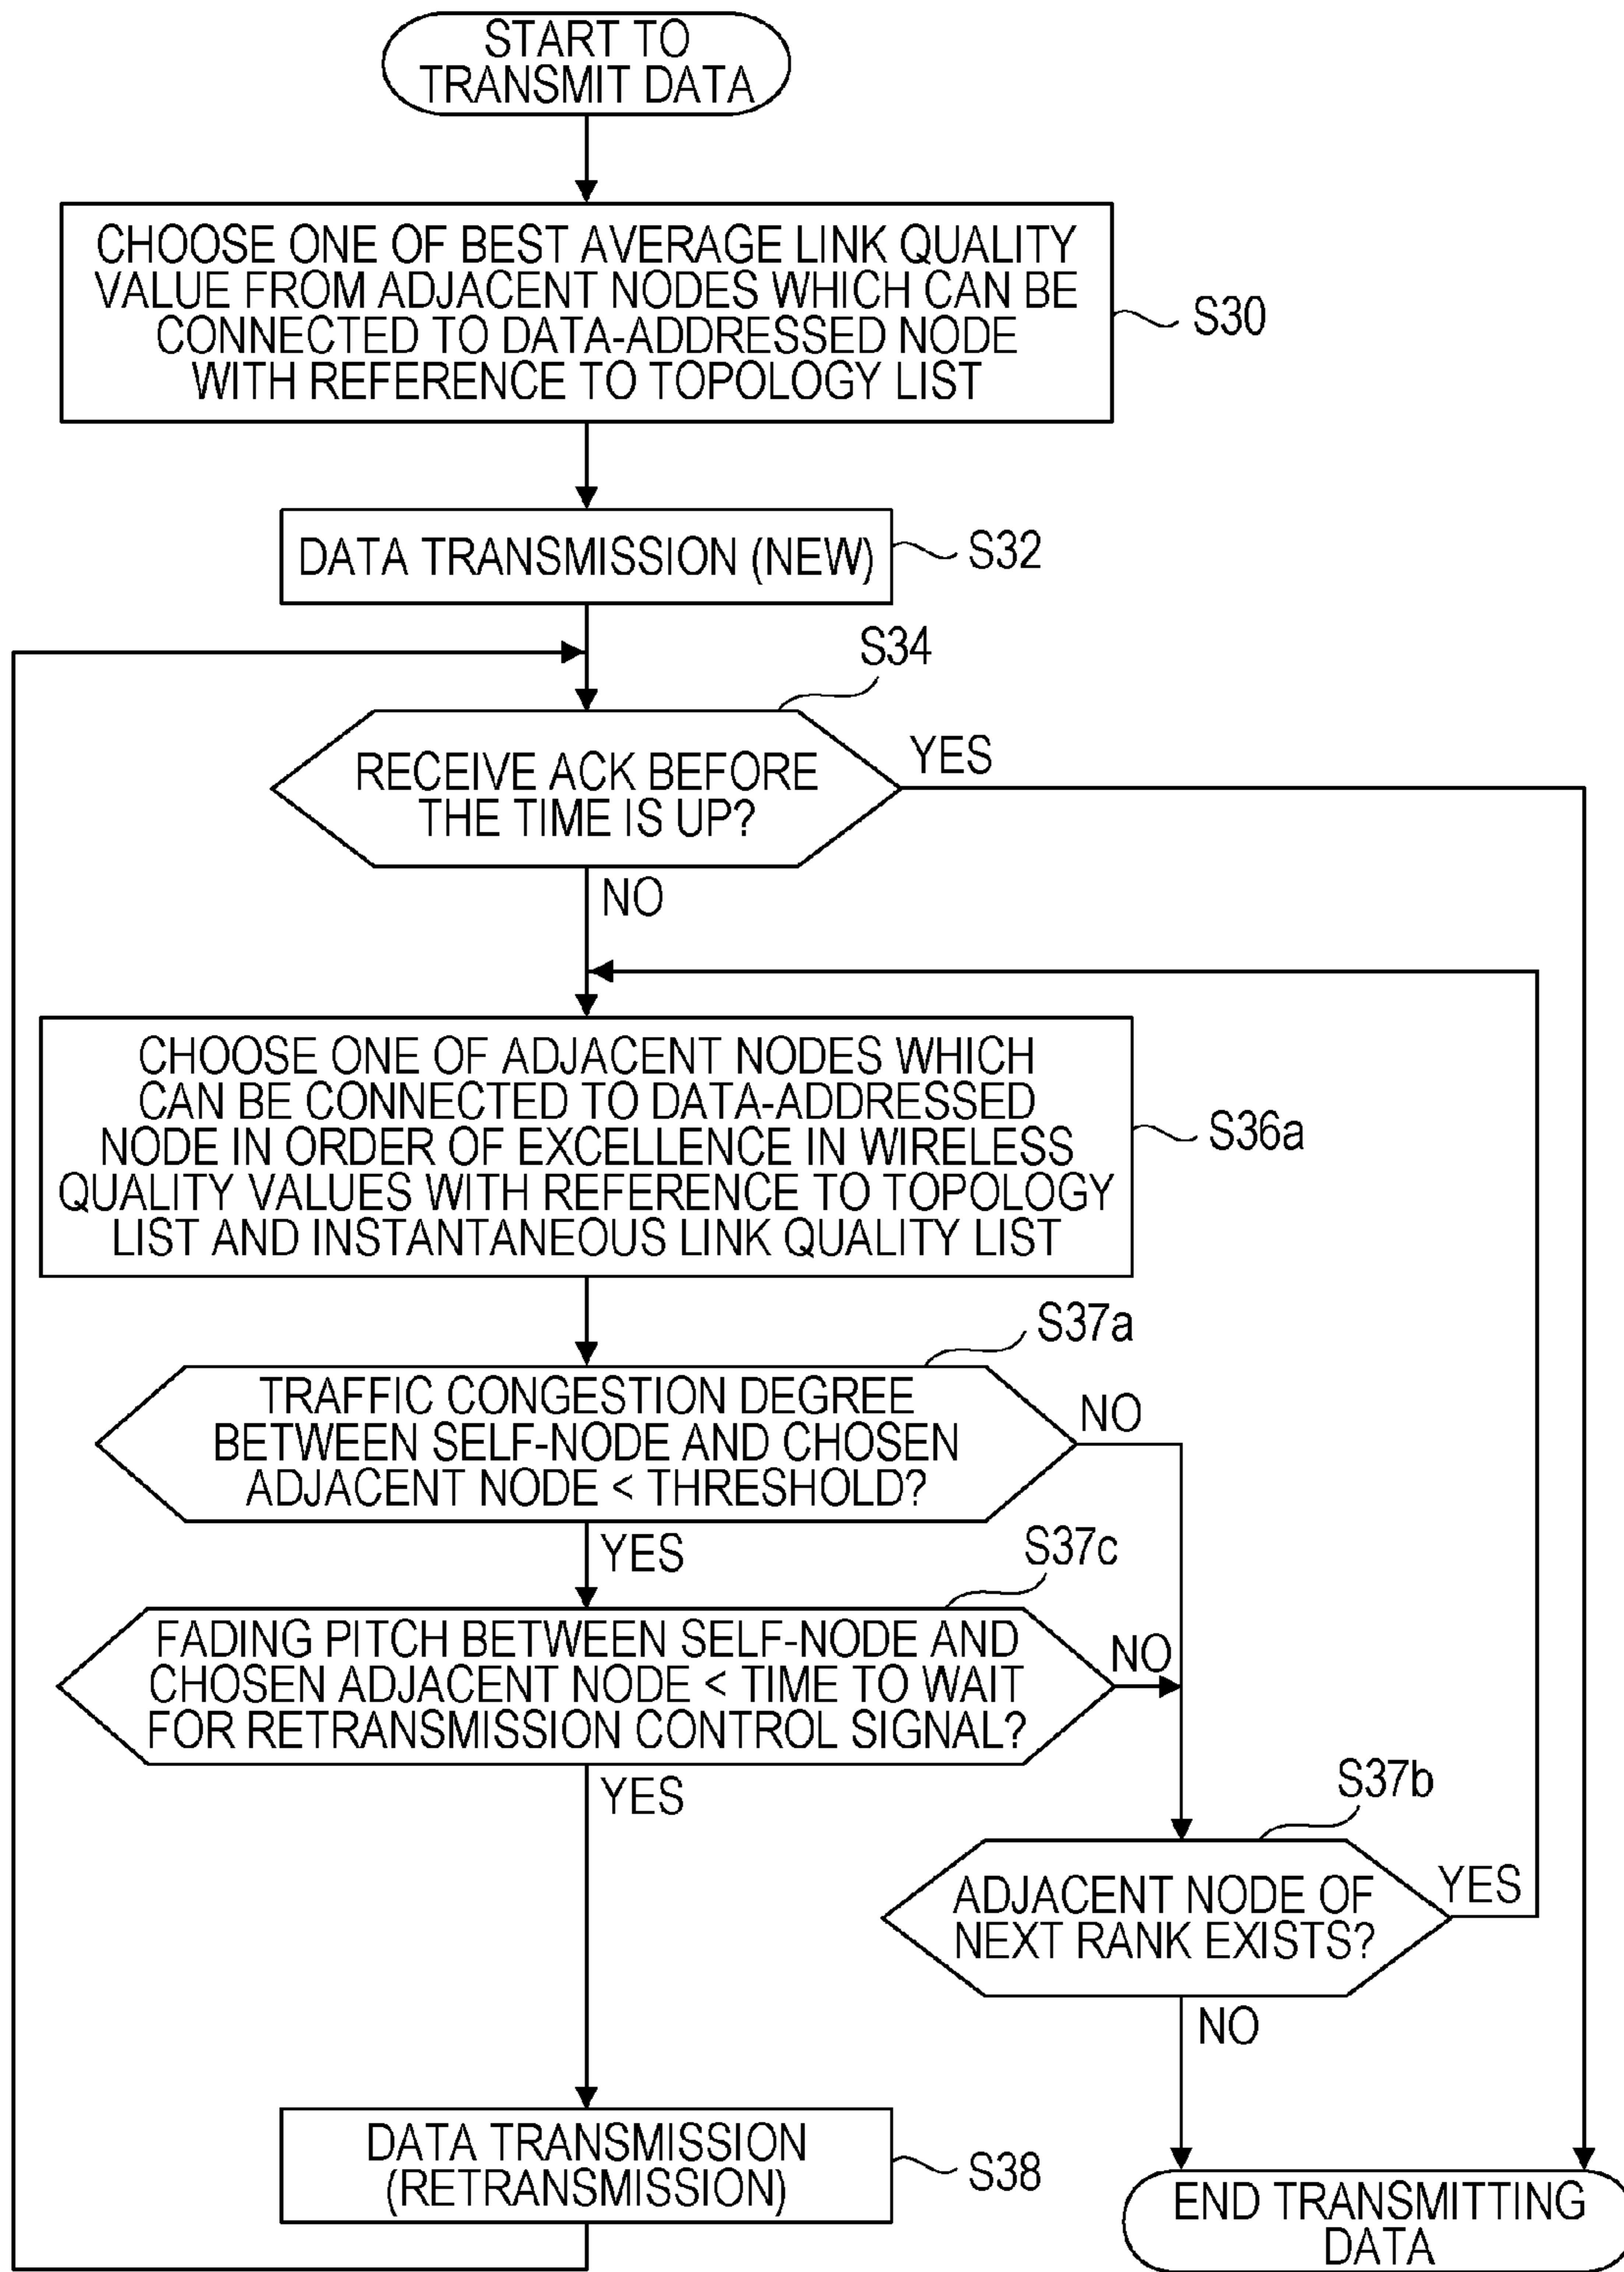 START TO
TRANSMIT DATA
CHOOSE ONE OF BEST AVERAGE LINK QUALITY
VALUE FROM ADJACENT NODES WHICH CAN BE
CONNECTED TO DATA-ADDRESSED NODE
WITH REFERENCE TO TOPOLOGY LIST
S30
DATA TRANSMISSION (NEW)
S32
S34
RECEIVE ACK BEFORE
THE TIME IS UP?
YES
NO
CHOOSE ONE OF ADJACENT NODES WHICH
CAN BE CONNECTED TO DATA-ADDRESSED
NODE IN ORDER OF EXCELLENCE IN WIRELESS
QUALITY VALUES WITH REFERENCE TO TOPOLOGY
LIST AND INSTANTANEOUS LINK QUALITY LIST
S36a
S37a
TRAFFIC CONGESTION DEGREE
BETWEEN SELF-NODE AND CHOSEN
ADJACENT NODE < THRESHOLD?
NO
YES
S37c
FADING PITCH BETWEEN SELF-NODE AND
CHOSEN ADJACENT NODE < TIME TO WAIT
FOR RETRANSMISSION CONTROL SIGNAL?
NO
YES
S37b
ADJACENT NODE OF
NEXT RANK EXISTS?
YES
NO
DATA TRANSMISSION
(RETRANSMISSION)
S38
END TRANSMITTING
DATA